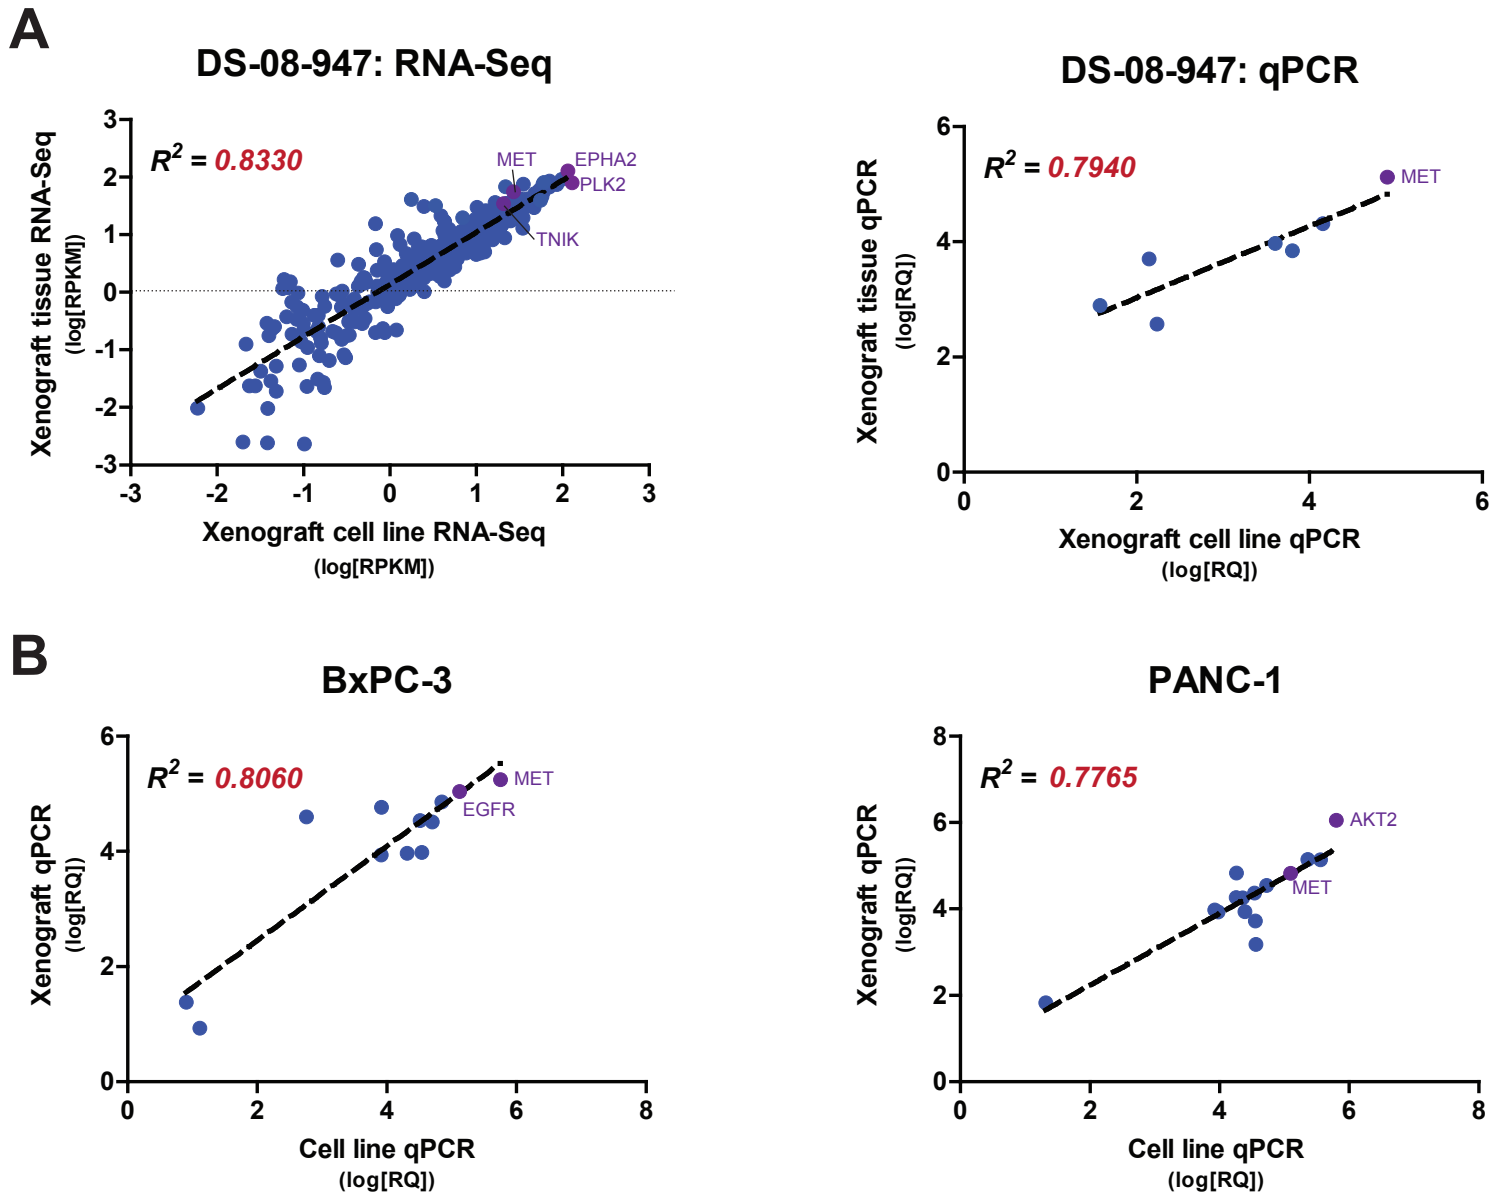 A
DS-08-947: RNA-Seq
R² = 0.8330
MET
EPHA2
PLK2
TNIK
3
2
1
0
-1
-2
-3
Xenograft tissue RNA-Seq
(log[RPKM])
-3 -2 -1 0 1 2 3
Xenograft cell line RNA-Seq
(log[RPKM])
DS-08-947: qPCR
R² = 0.7940
MET
6
4
2
0
Xenograft tissue qPCR
(log[RQ])
0 2 4 6
Xenograft cell line qPCR
(log[RQ])
B
BxPC-3
R² = 0.8060
MET
EGFR
6
4
2
0
Xenograft qPCR
(log[RQ])
0 2 4 6 8
Cell line qPCR
(log[RQ])
PANC-1
R² = 0.7765
AKT2
MET
8
6
4
2
0
Xenograft qPCR
(log[RQ])
0 2 4 6 8
Cell line qPCR
(log[RQ])